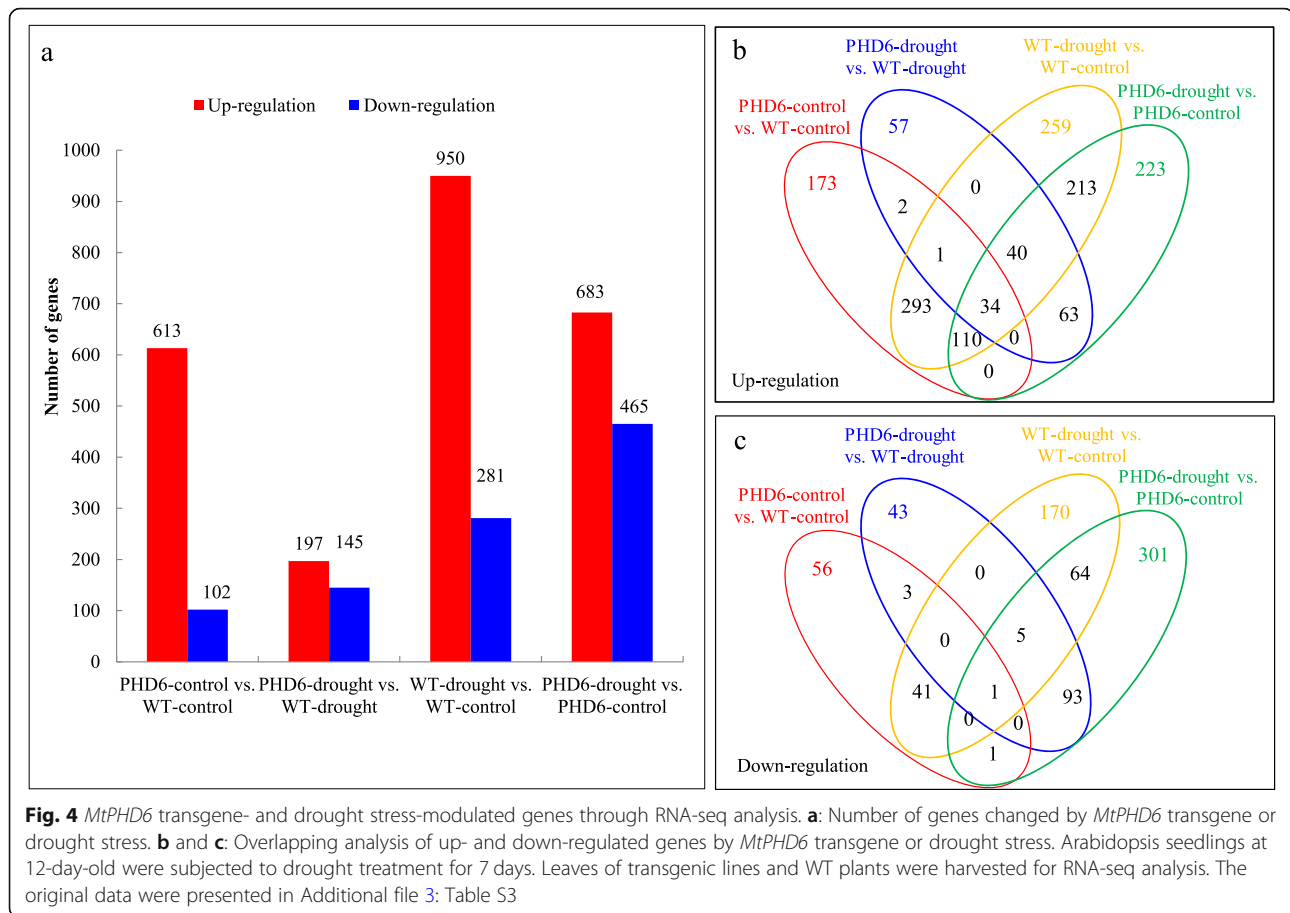 a
Up-regulation
Down-regulation
Number of genes
1000
900
800
700
600
500
400
300
200
100
0
613
102
197
145
950
281
683
465
PHD6-control vs.
WT-control
PHD6-drought vs.
WT-drought
WT-drought vs.
WT-control
PHD6-drought vs.
PHD6-control
b
PHD6-drought
vs. WT-drought
WT-drought vs.
WT-control
PHD6-control
vs. WT-control
PHD6-drought vs.
PHD6-control
57
259
173
223
0
213
2
1
40
293
34
63
110
0
0
Up-regulation
c
PHD6-drought
vs. WT-drought
WT-drought vs.
WT-control
PHD6-control
vs. WT-control
PHD6-drought vs.
PHD6-control
43
170
56
301
0
64
3
0
5
41
1
93
0
0
1
Down-regulation
Fig. 4 MtPHD6 transgene- and drought stress-modulated genes through RNA-seq analysis. a: Number of genes changed by MtPHD6 transgene or
drought stress. b and c: Overlapping analysis of up- and down-regulated genes by MtPHD6 transgene or drought stress. Arabidopsis seedlings at
12-day-old were subjected to drought treatment for 7 days. Leaves of transgenic lines and WT plants were harvested for RNA-seq analysis. The
original data were presented in Additional file 3: Table S3